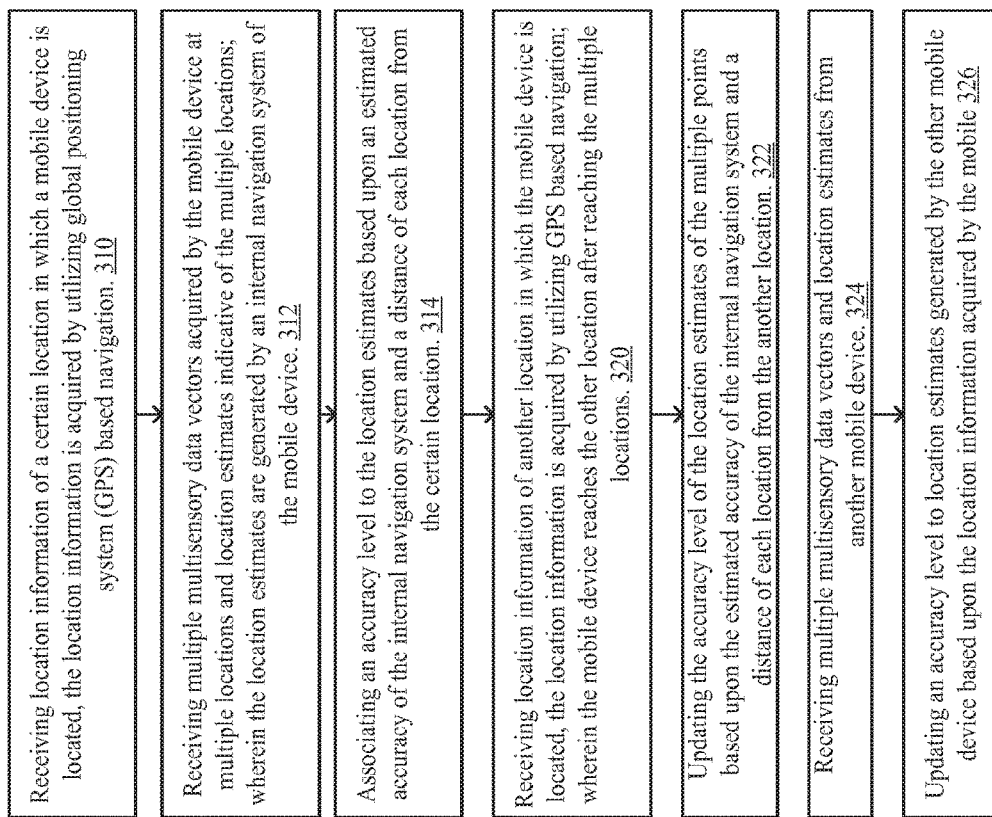 Receiving location information of a certain location in which a mobile device is
located, the location information is acquired by utilizing global positioning
system (GPS) based navigation. 310
Receiving multiple multisensory data vectors acquired by the mobile device at
multiple locations and location estimates indicative of the multiple locations;
wherein the location estimates are generated by an internal navigation system of
the mobile device. 312
Associating an accuracy level to the location estimates based upon an estimated
accuracy of the internal navigation system and a distance of each location from
the certain location. 314
Receiving location information of another location in which the mobile device is
located, the location information is acquired by utilizing GPS based navigation;
wherein the mobile device reaches the other location after reaching the multiple
locations. 320
Updating the accuracy level of the location estimates of the multiple points
based upon the estimated accuracy of the internal navigation system and a
distance of each location from the another location. 322
Receiving multiple multisensory data vectors and location estimates from
another mobile device. 324
Updating an accuracy level to location estimates generated by the other mobile
device based upon the location information acquired by the mobile 326